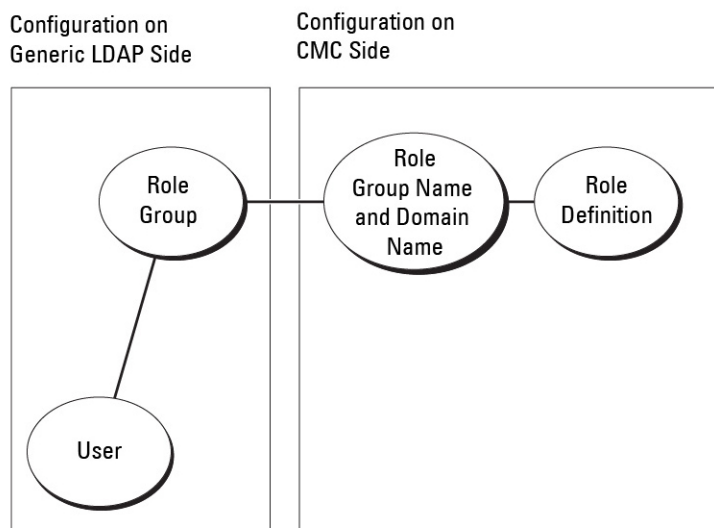 Configuration on
Generic LDAP Side
Configuration on
CMC Side
Role
Group
Role
Group Name
and Domain
Name
Role
Definition
User